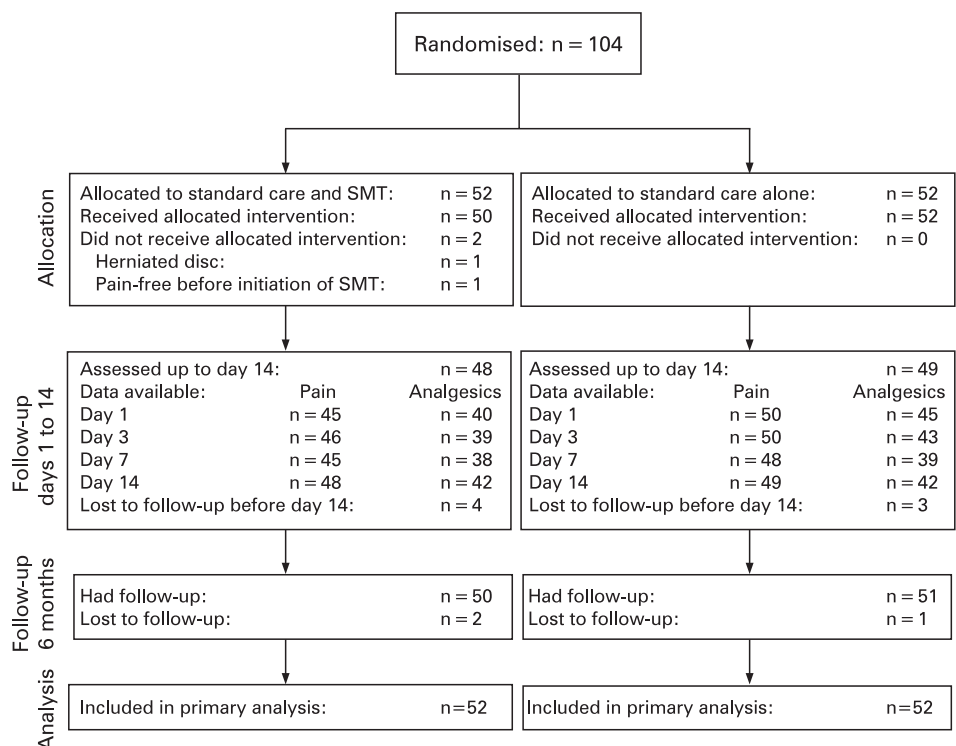 Randomised: n = 104
Allocation
Allocated to standard care and SMT: n = 52
Received allocated intervention: n = 50
Did not receive allocated intervention: n = 2
Herniated disc: n = 1
Pain-free before initiation of SMT: n = 1
Allocated to standard care alone: n = 52
Received allocated intervention: n = 52
Did not receive allocated intervention: n = 0
Follow-up
days 1 to 14
Assessed up to day 14: n = 48
Data available: Pain Analgesics
Day 1 n = 45 n = 40
Day 3 n = 46 n = 39
Day 7 n = 45 n = 38
Day 14 n = 48 n = 42
Lost to follow-up before day 14: n = 4
Assessed up to day 14: n = 49
Data available: Pain Analgesics
Day 1 n = 50 n = 45
Day 3 n = 50 n = 43
Day 7 n = 48 n = 39
Day 14 n = 49 n = 42
Lost to follow-up before day 14: n = 3
Follow-up
6 months
Had follow-up: n = 50
Lost to follow-up: n = 2
Had follow-up: n = 51
Lost to follow-up: n = 1
Analysis
Included in primary analysis: n=52
Included in primary analysis: n=52